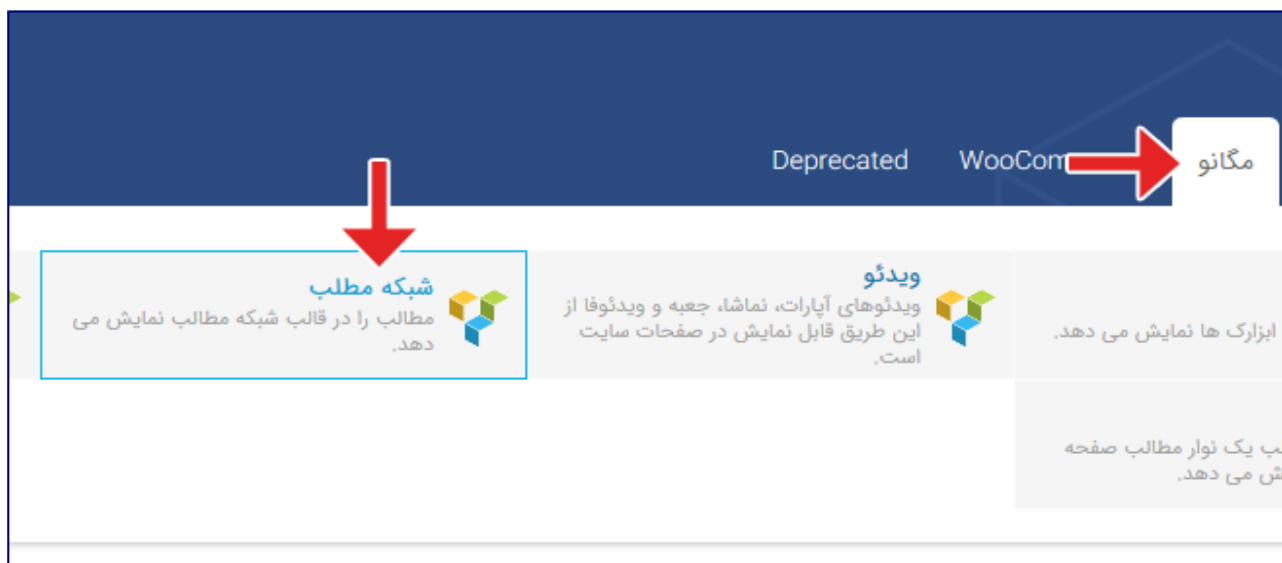 مگانو
WooCom
Deprecated
ابزارک ها نمایش می دهد.
ویدئو
ویدئوهای آپارات، نماشا، جعبه و ویدئوفا از
این طریق قابل نمایش در صفحات سایت
است.
شبکه مطلب
مطالب را در قالب شبکه مطالب نمایش می
دهد.
یک نوار مطالب صفحه
می دهد.